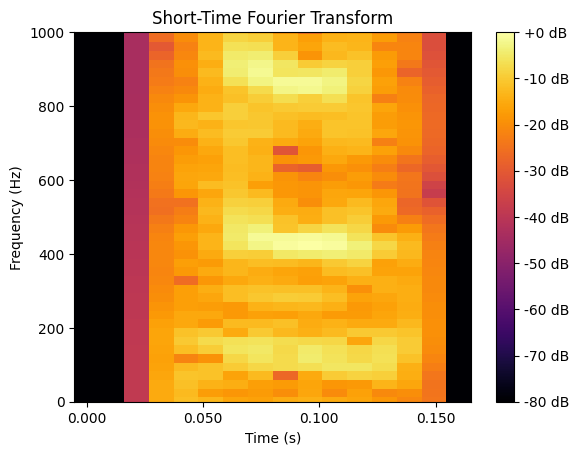 Short-Time Fourier Transform
1000
800
600
400
200
0
Frequency (Hz)
0.000
0.050
0.100
0.150
Time (s)
+0 dB
-10 dB
-20 dB
-30 dB
-40 dB
-50 dB
-60 dB
-70 dB
-80 dB